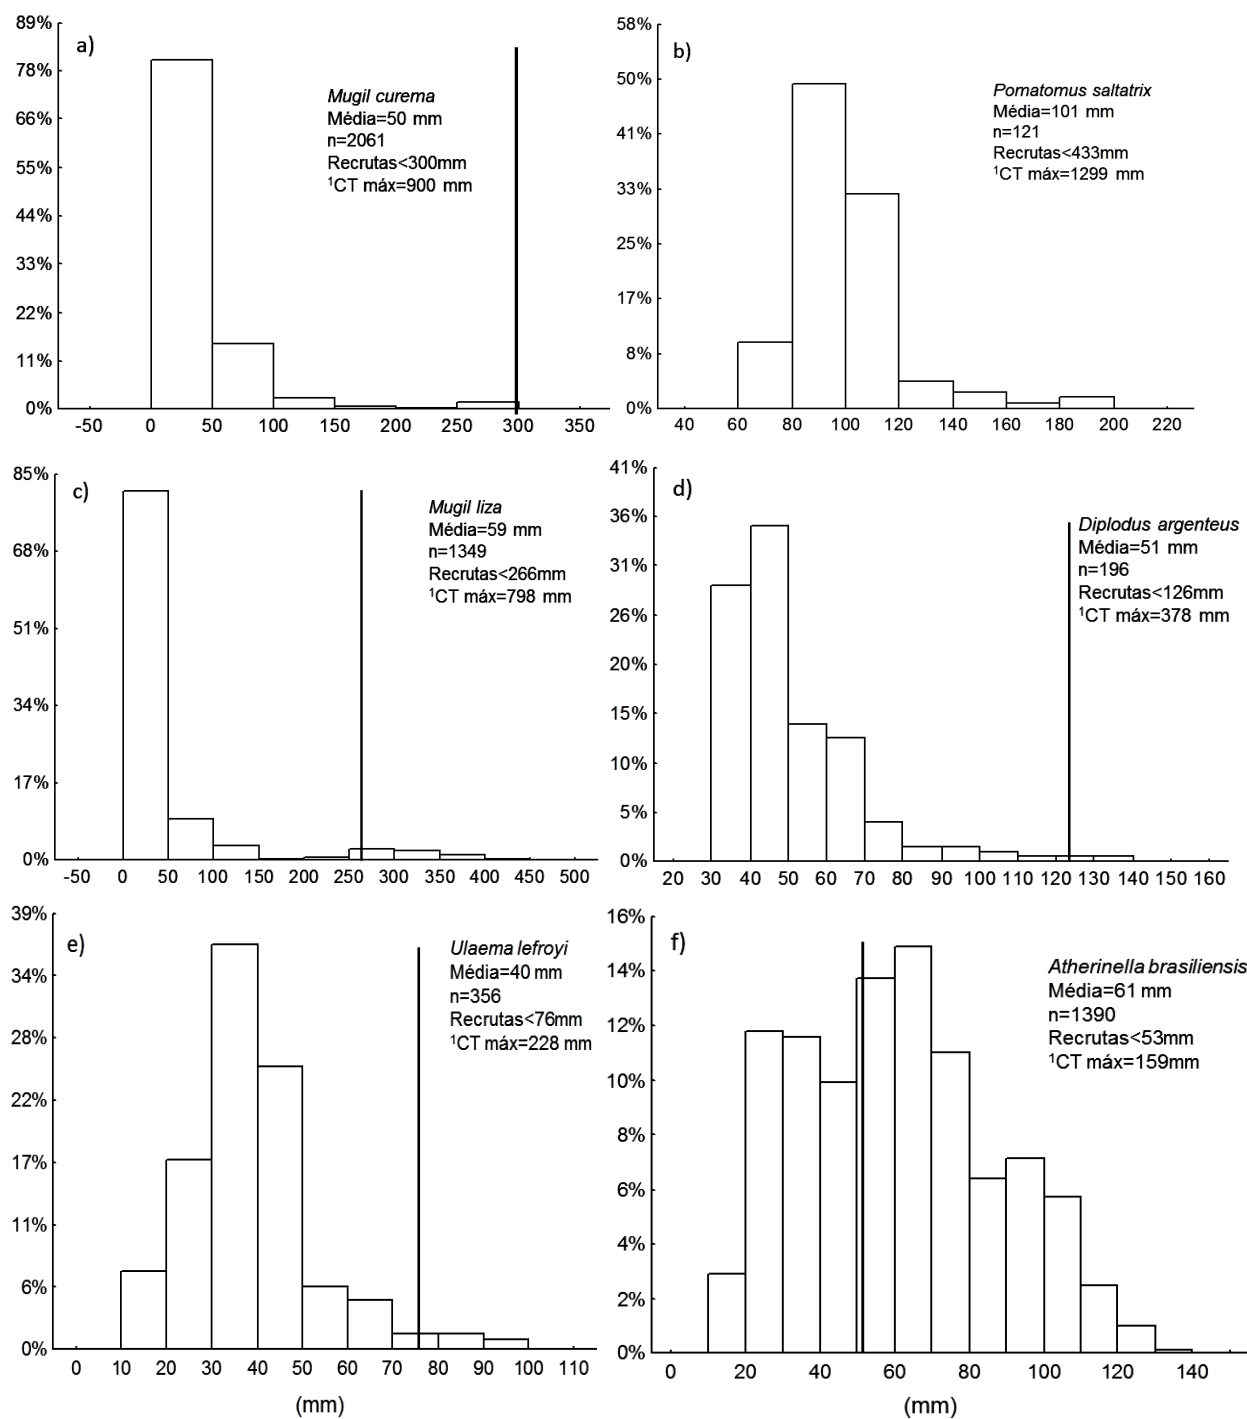 a)
Mugil curema
Média=50 mm
n=2061
Recrutas<300mm
¹CT máx=900 mm
89%
78%
66%
55%
44%
33%
22%
11%
0%
-50 0 50 100 150 200 250 300 350
b)
Pomatomus saltatrix
Média=101 mm
n=121
Recrutas<433mm
¹CT máx=1299 mm
58%
50%
41%
33%
25%
17%
8%
0%
40 60 80 100 120 140 160 180 200 220
c)
Mugil liza
Média=59 mm
n=1349
Recrutas<266mm
¹CT máx=798 mm
85%
68%
51%
34%
17%
0%
-50 0 50 100 150 200 250 300 350 400 450 500
d)
Diplodus argenteus
Média=51 mm
n=196
Recrutas<126mm
¹CT máx=378 mm
41%
36%
31%
26%
20%
15%
10%
5%
0%
20 30 40 50 60 70 80 90 100 110 120 130 140 150 160
e)
Ulaema lefroyi
Média=40 mm
n=356
Recrutas<76mm
¹CT máx=228 mm
39%
34%
28%
22%
17%
11%
6%
0%
0 10 20 30 40 50 60 70 80 90 100 110
(mm)
f)
Atherinella brasiliensis
Média=61 mm
n=1390
Recrutas<53mm
¹CT máx=159mm
16%
14%
12%
10%
8%
6%
4%
2%
0%
0 20 40 60 80 100 120 140
(mm)